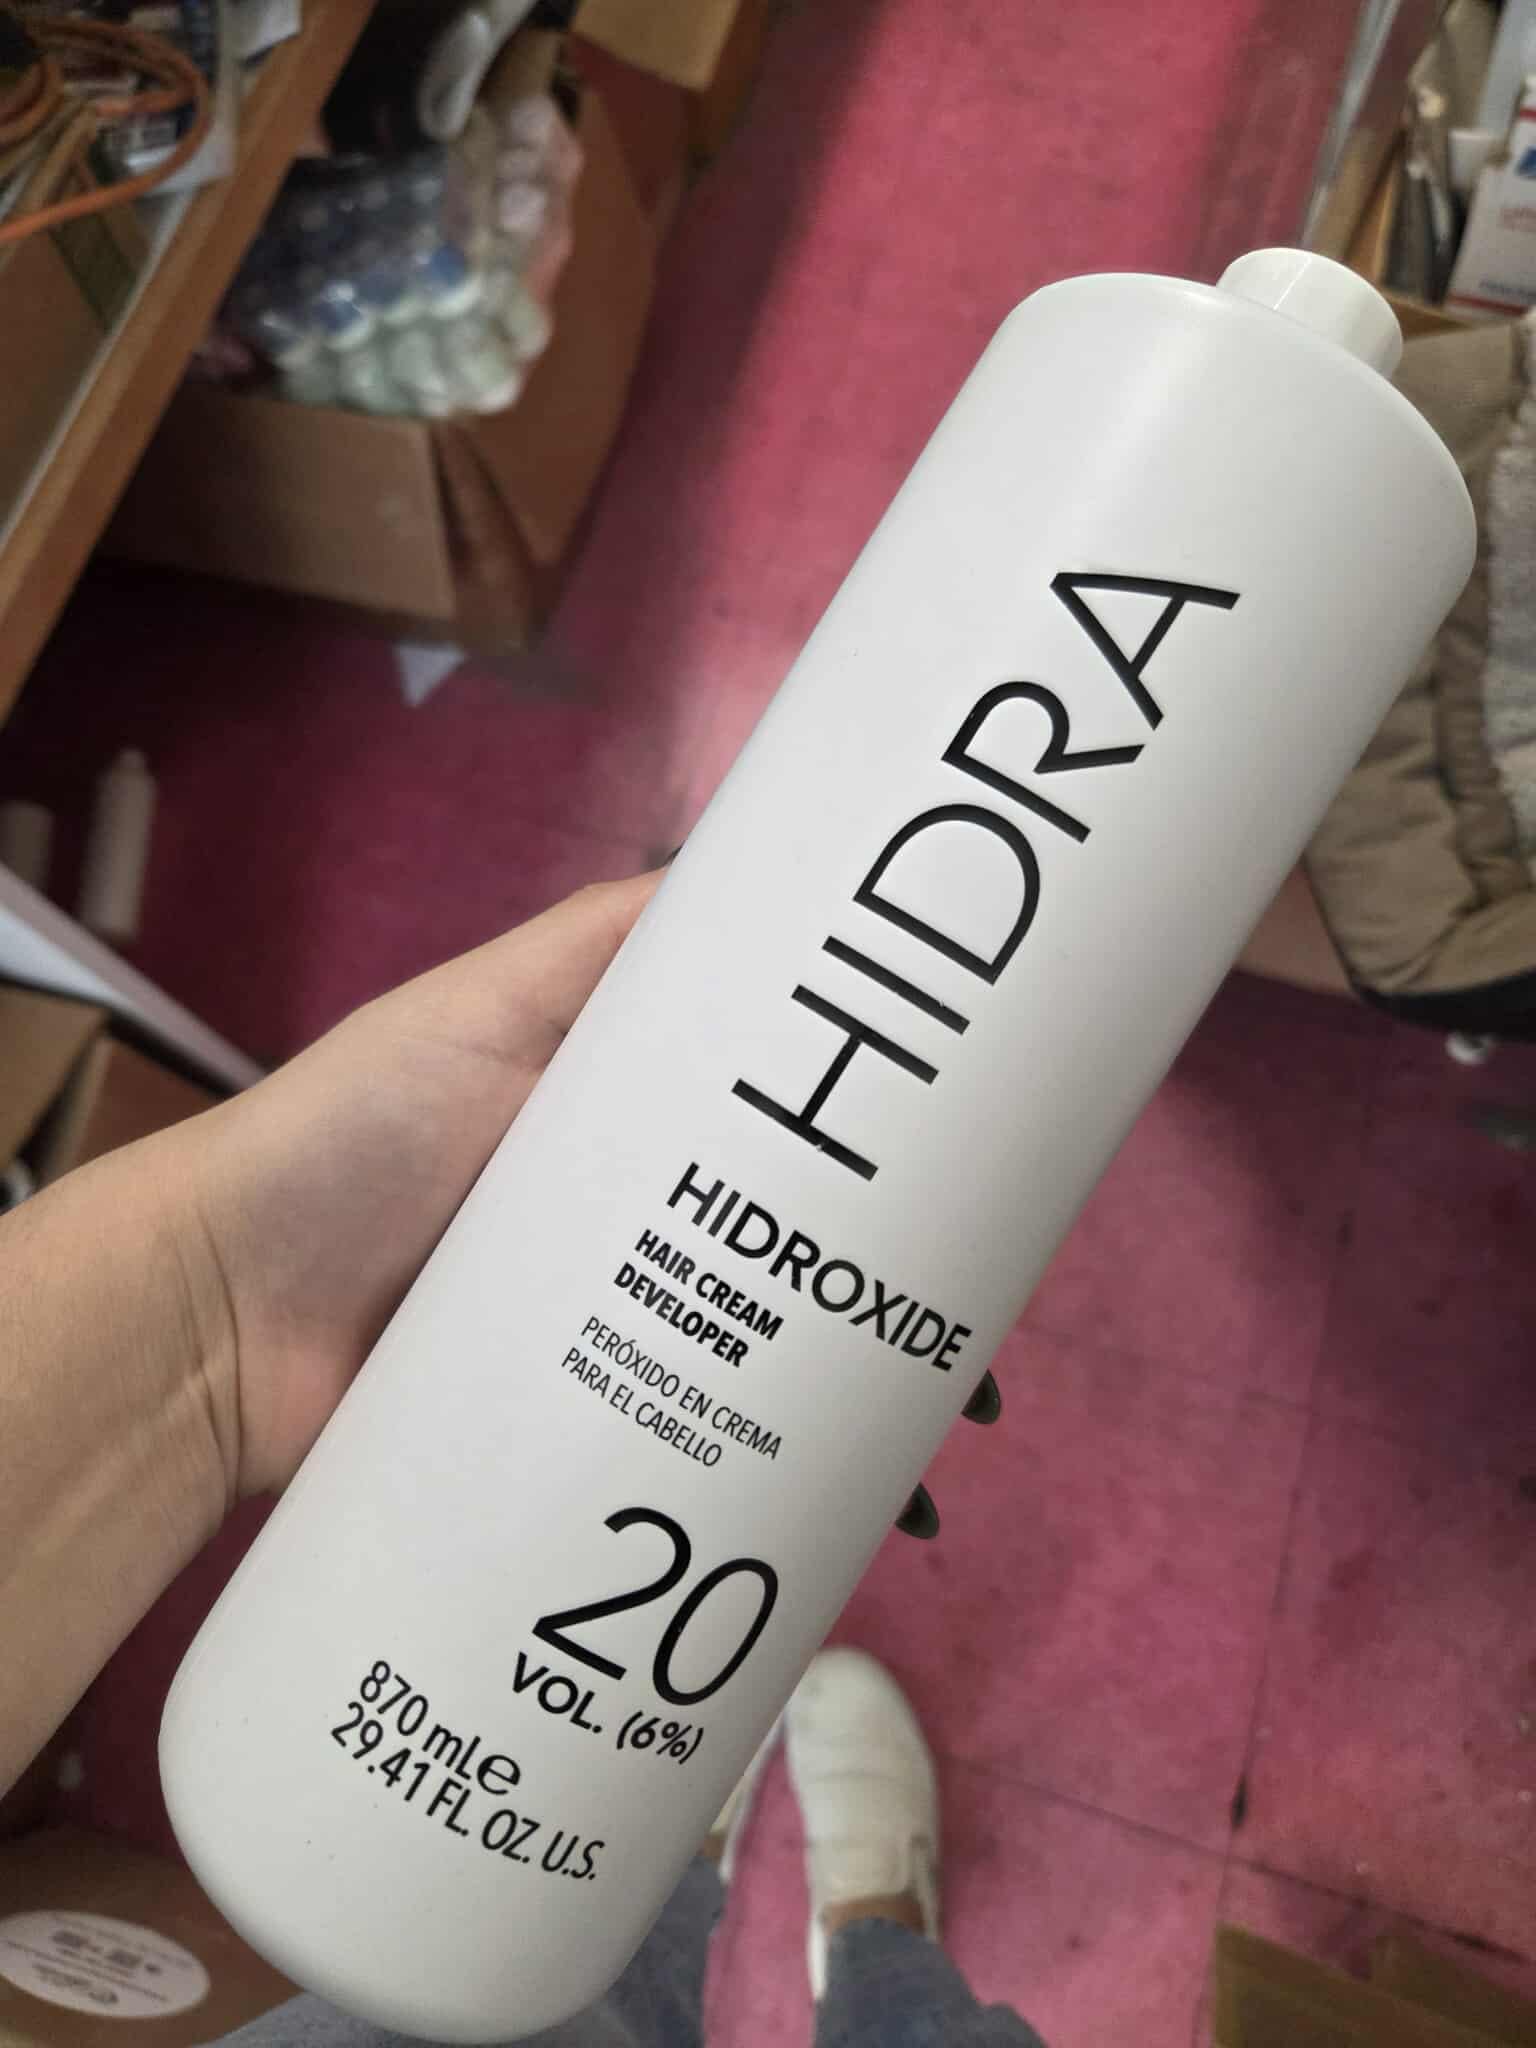 HIDRA
HIDROXIDE
HAIR CREAM
DEVELOPER
PERÓXIDO EN CREMA
PARA EL CABELLO
20
VOL. (6%)
870 mL e
29.41 FL. OZ. U.S.